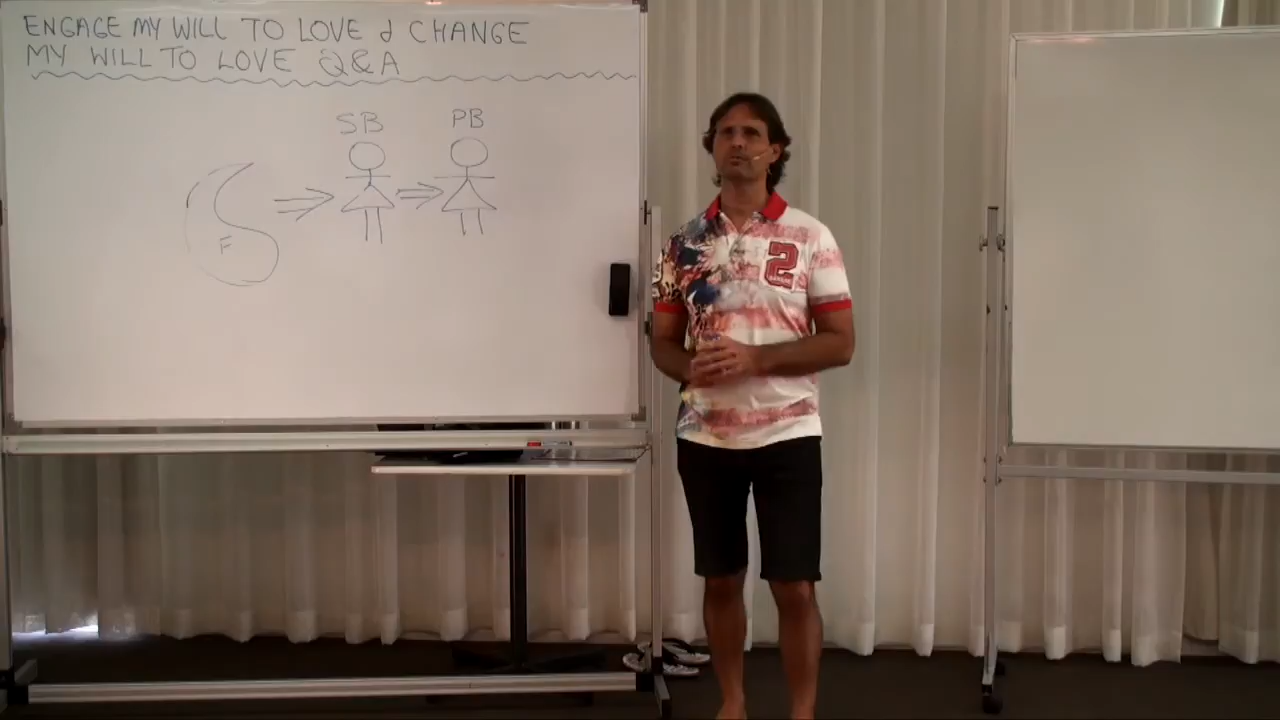 ENGAGE MY WILL TO LOVE & CHANGE
MY WILL TO LOVE Q&A
SB PB
F
2